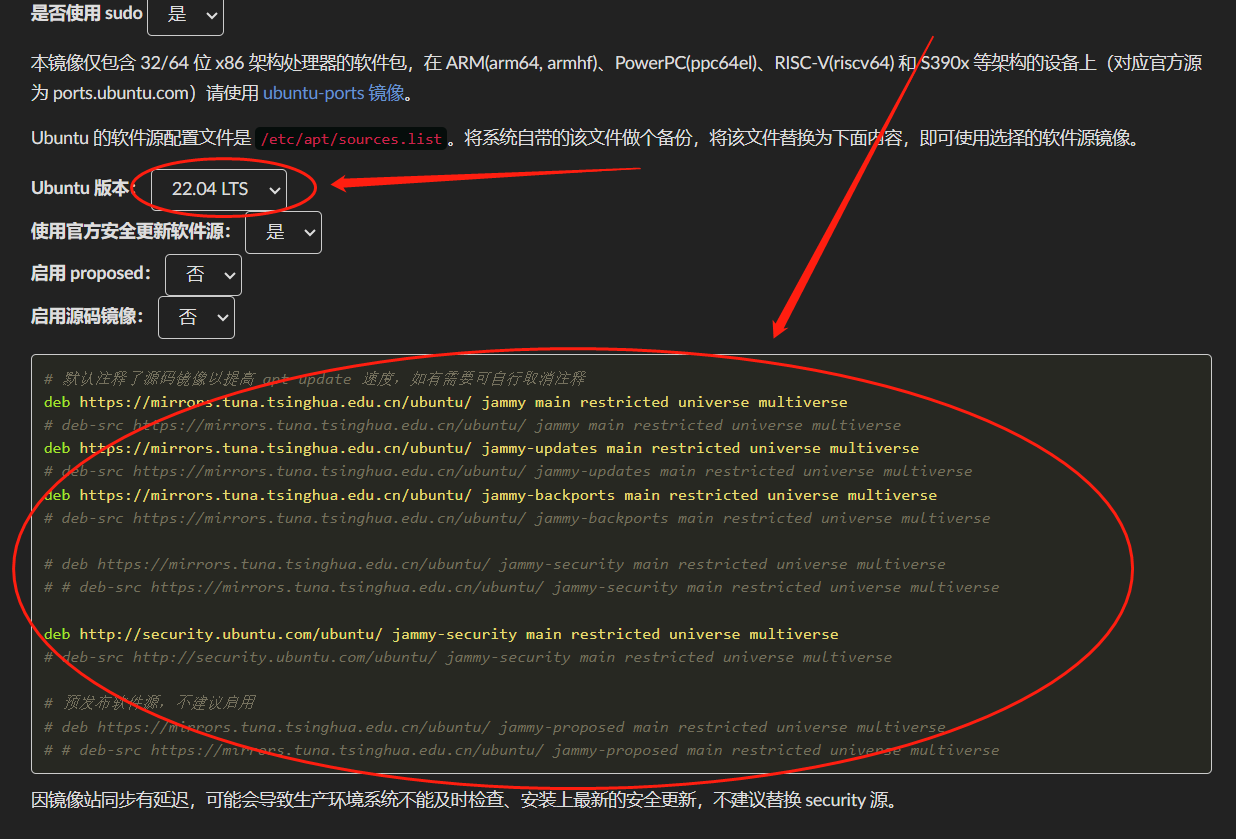 是否使用 sudo 是
本镜像仅包含 32/64 位 x86 架构处理器的软件包，在 ARM(arm64, armhf)、PowerPC(ppc64el)、RISC-V(riscv64) 和 S390x 等架构的设备上（对应官方源
为 ports.ubuntu.com）请使用 ubuntu-ports 镜像。
Ubuntu 的软件源配置文件是 /etc/apt/sources.list 。将系统自带的该文件做个备份，将该文件替换为下面内容，即可使用选择的软件源镜像。
Ubuntu 版本： 22.04 LTS
使用官方安全更新软件源： 是
启用 proposed： 否
启用源码镜像： 否
# 默认注释了源码镜像以提高 apt update 速度，如有需要可自行取消注释
deb https://mirrors.tuna.tsinghua.edu.cn/ubuntu/ jammy main restricted universe multiverse
# deb-src https://mirrors.tuna.tsinghua.edu.cn/ubuntu/ jammy main restricted universe multiverse
deb https://mirrors.tuna.tsinghua.edu.cn/ubuntu/ jammy-updates main restricted universe multiverse
# deb-src https://mirrors.tuna.tsinghua.edu.cn/ubuntu/ jammy-updates main restricted universe multiverse
deb https://mirrors.tuna.tsinghua.edu.cn/ubuntu/ jammy-backports main restricted universe multiverse
# deb-src https://mirrors.tuna.tsinghua.edu.cn/ubuntu/ jammy-backports main restricted universe multiverse
# deb https://mirrors.tuna.tsinghua.edu.cn/ubuntu/ jammy-security main restricted universe multiverse
# # deb-src https://mirrors.tuna.tsinghua.edu.cn/ubuntu/ jammy-security main restricted universe multiverse
deb http://security.ubuntu.com/ubuntu/ jammy-security main restricted universe multiverse
# deb-src http://security.ubuntu.com/ubuntu/ jammy-security main restricted universe multiverse
# 预发布软件源，不建议启用
# deb https://mirrors.tuna.tsinghua.edu.cn/ubuntu/ jammy-proposed main restricted universe multiverse
# # deb-src https://mirrors.tuna.tsinghua.edu.cn/ubuntu/ jammy-proposed main restricted universe multiverse
因镜像站同步有延迟，可能会导致生产环境系统不能及时检查、安装上最新的安全更新，不建议替换 security 源。